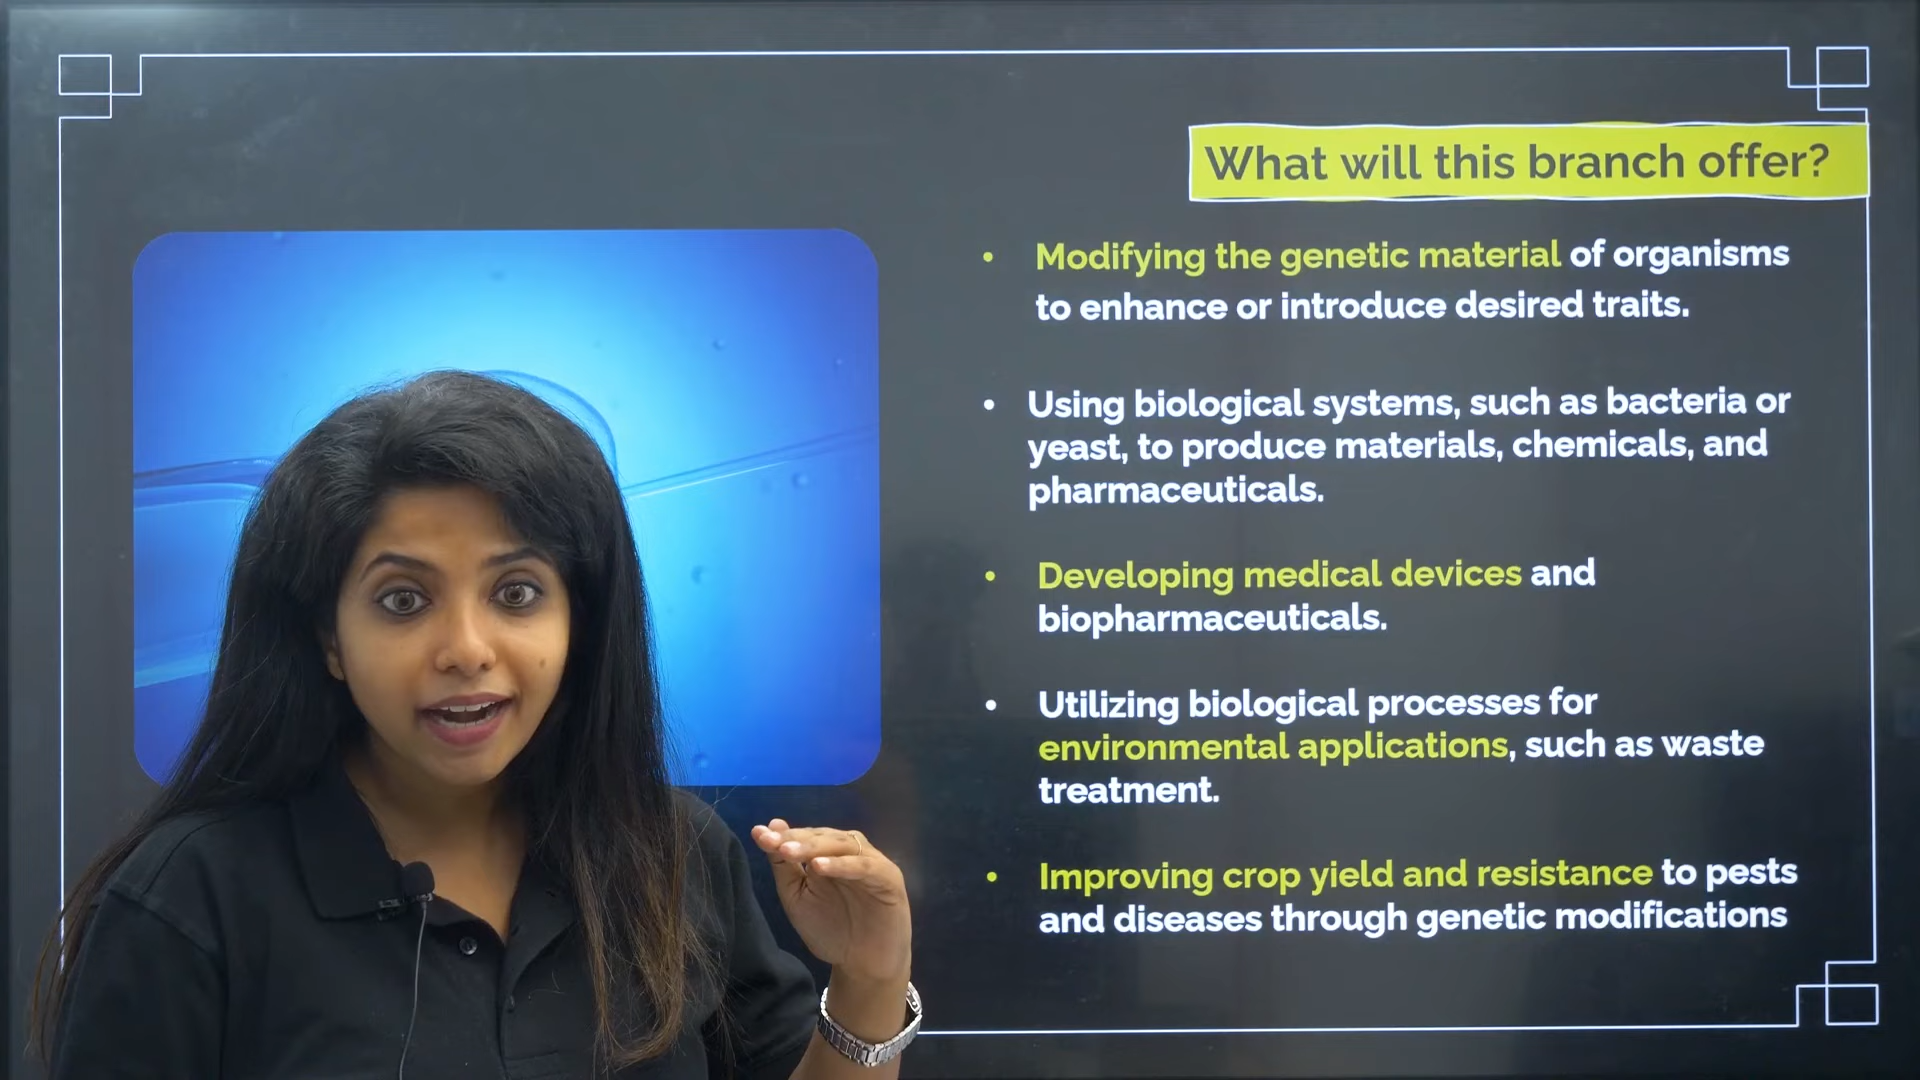 What will this branch offer?
• Modifying the genetic material of organisms
to enhance or introduce desired traits.
• Using biological systems, such as bacteria or
yeast, to produce materials, chemicals, and
pharmaceuticals.
• Developing medical devices and
biopharmaceuticals.
• Utilizing biological processes for
environmental applications, such as waste
treatment.
• Improving crop yield and resistance to pests
and diseases through genetic modifications